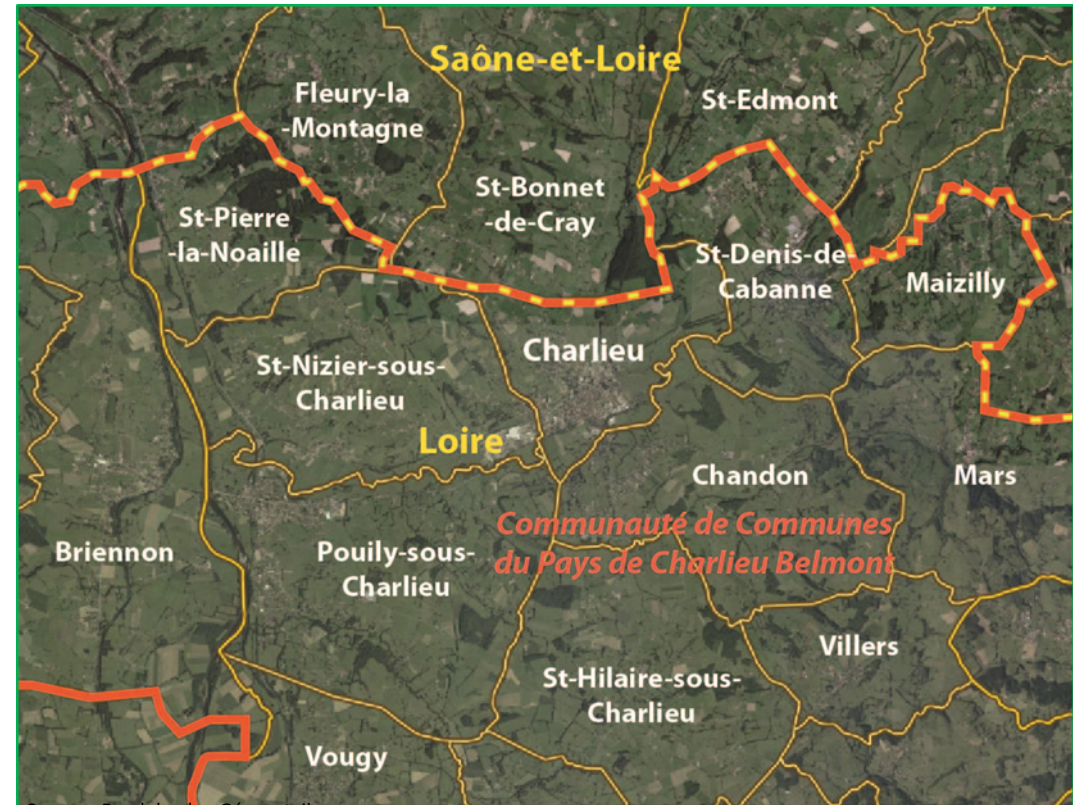 Saône-et-Loire
Fleury-la
-Montagne
St-Edmont
St-Bonnet
-de-Cray
St-Pierre
-la-Noaille
St-Denis-de-
Cabanne
Maizilly
Charlieu
St-Nizier-sous-
Charlieu
Loire
Chandon
Mars
Communauté de Communes
du Pays de Charlieu Belmont
Briennon
Pouily-sous-
Charlieu
Villers
St-Hilaire-sous-
Charlieu
Vougy